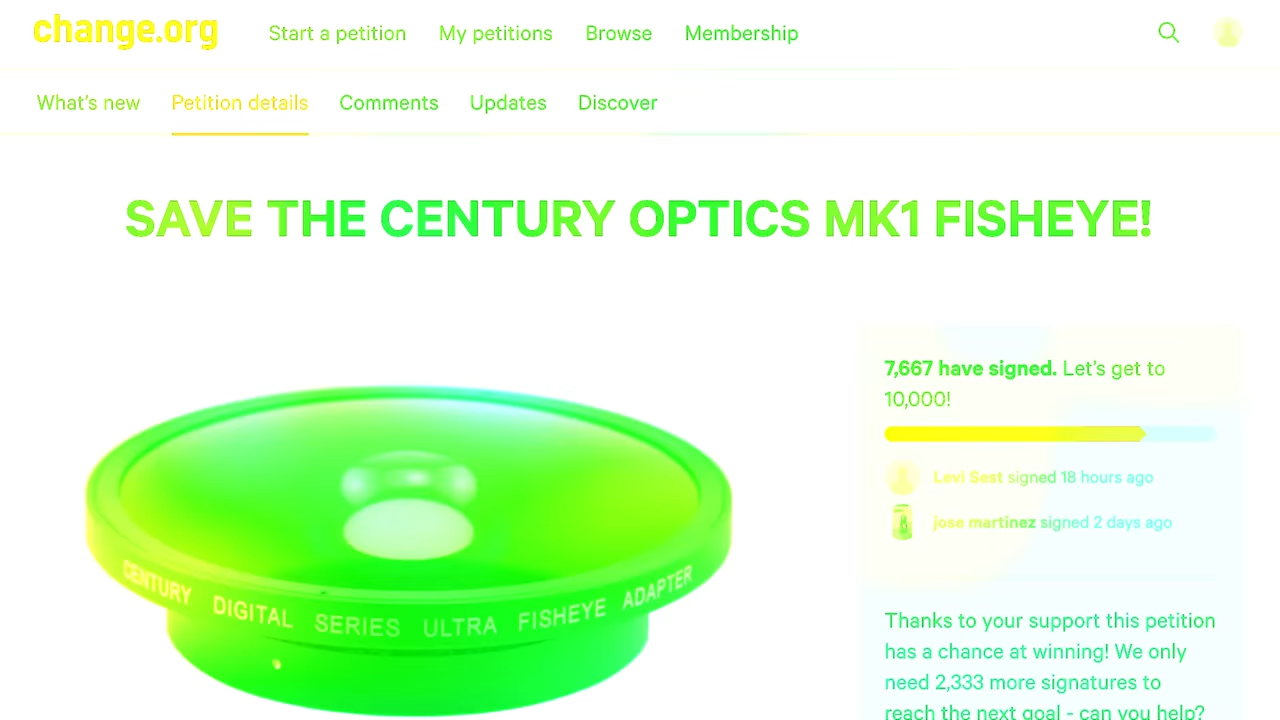 change.org Start a petition My petitions Browse Membership
What's new Petition details Comments Updates Discover
SAVE THE CENTURY OPTICS MK1 FISHEYE!
7,667 have signed. Let's get to
10,000!
Levi Sest signed 18 hours ago
jose martinez signed 2 days ago
CENTURY DIGITAL SERIES ULTRA FISHEYE ADAPTER
Thanks to your support this petition
has a chance at winning! We only
need 2,333 more signatures to
reach the next goal - can you help?